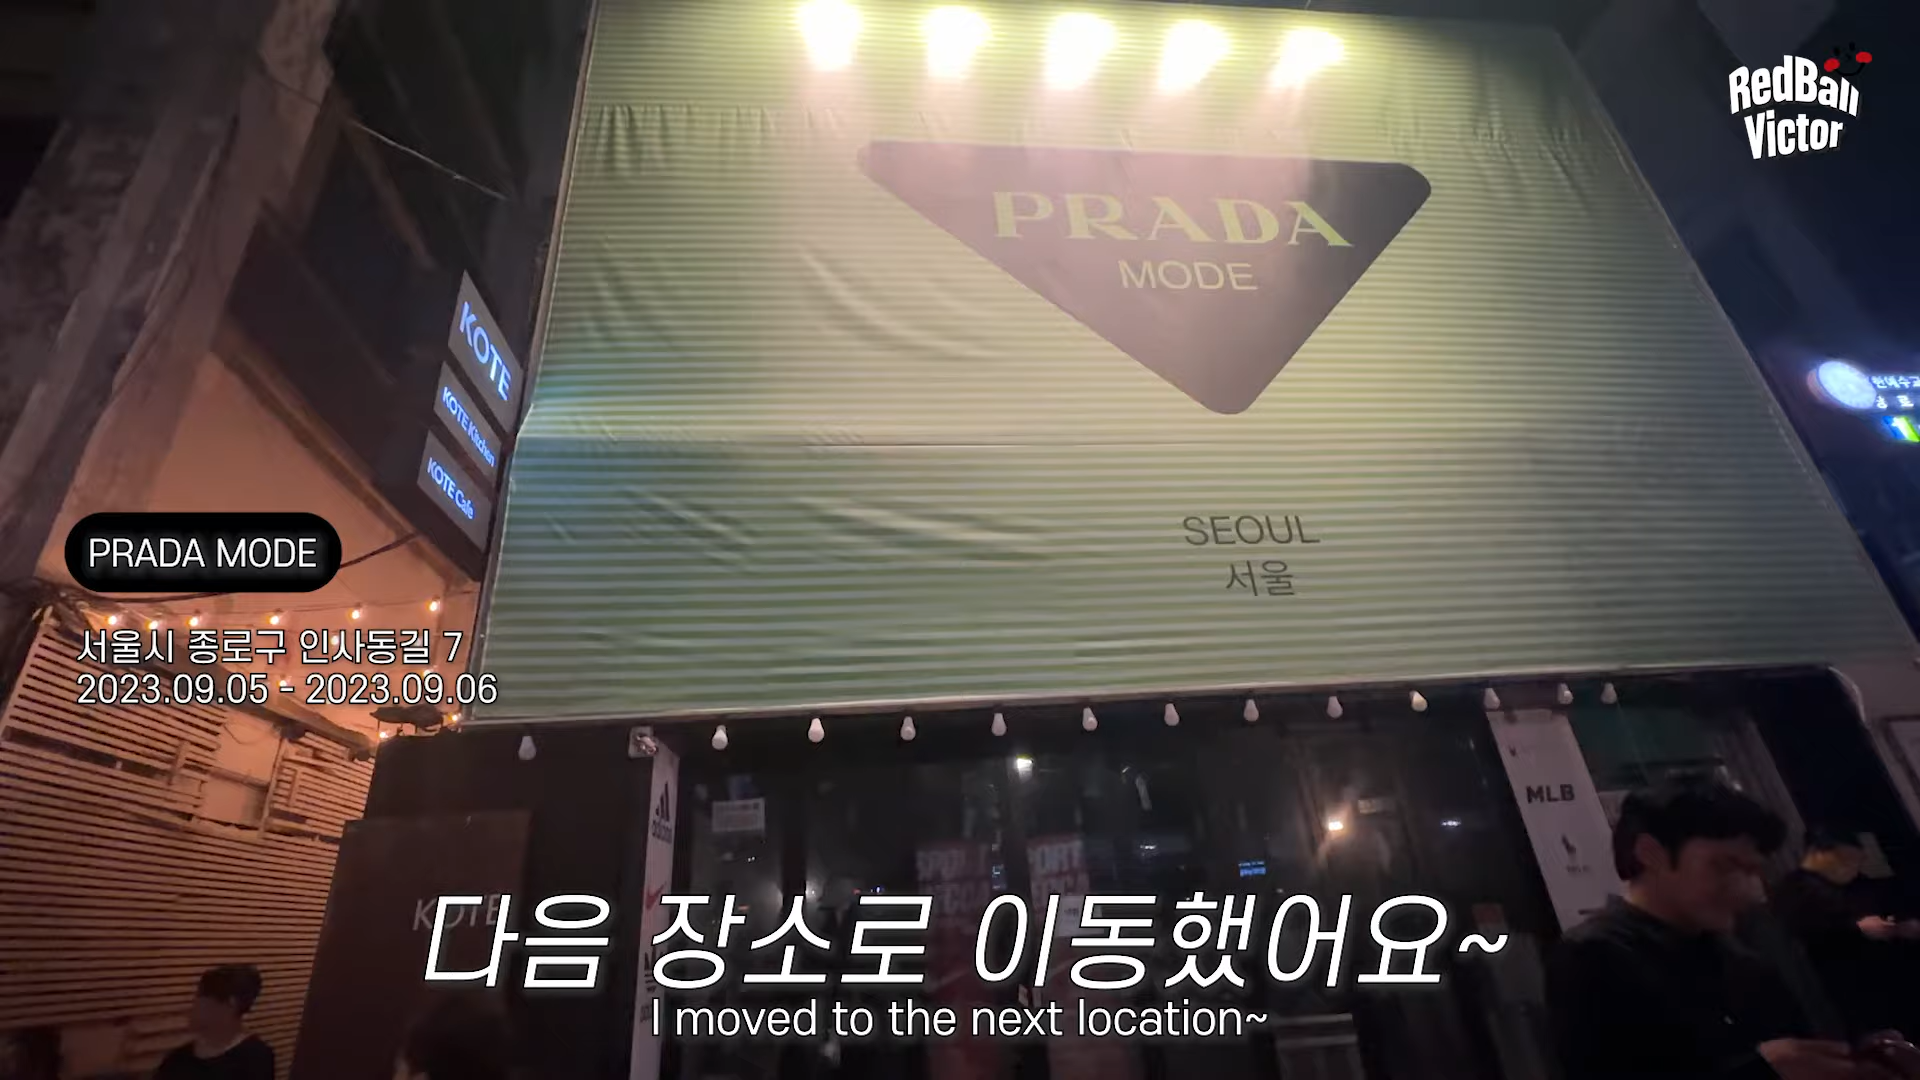 RedBall
Victor
PRADA
MODE
KOTE
KOTE Kitchen
KOTE Cafe
SEOUL
서울
PRADA MODE
서울시 종로구 인사동길 7
2023.09.05 - 2023.09.06
adidas
MLB
KOTE
다음 장소로 이동했어요~
I moved to the next location~